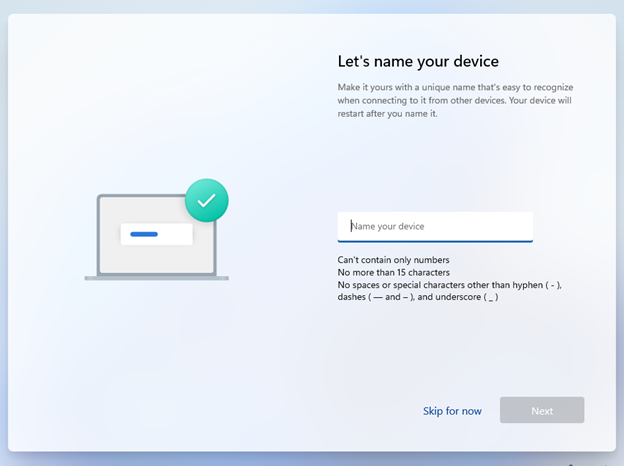 Let's name your device
Make it yours with a unique name that's easy to recognize
when connecting to it from other devices. Your device will
restart after you name it.
Name your device
Can't contain only numbers
No more than 15 characters
No spaces or special characters other than hyphen ( - ),
dashes ( — and – ), and underscore ( _ )
Skip for now
Next